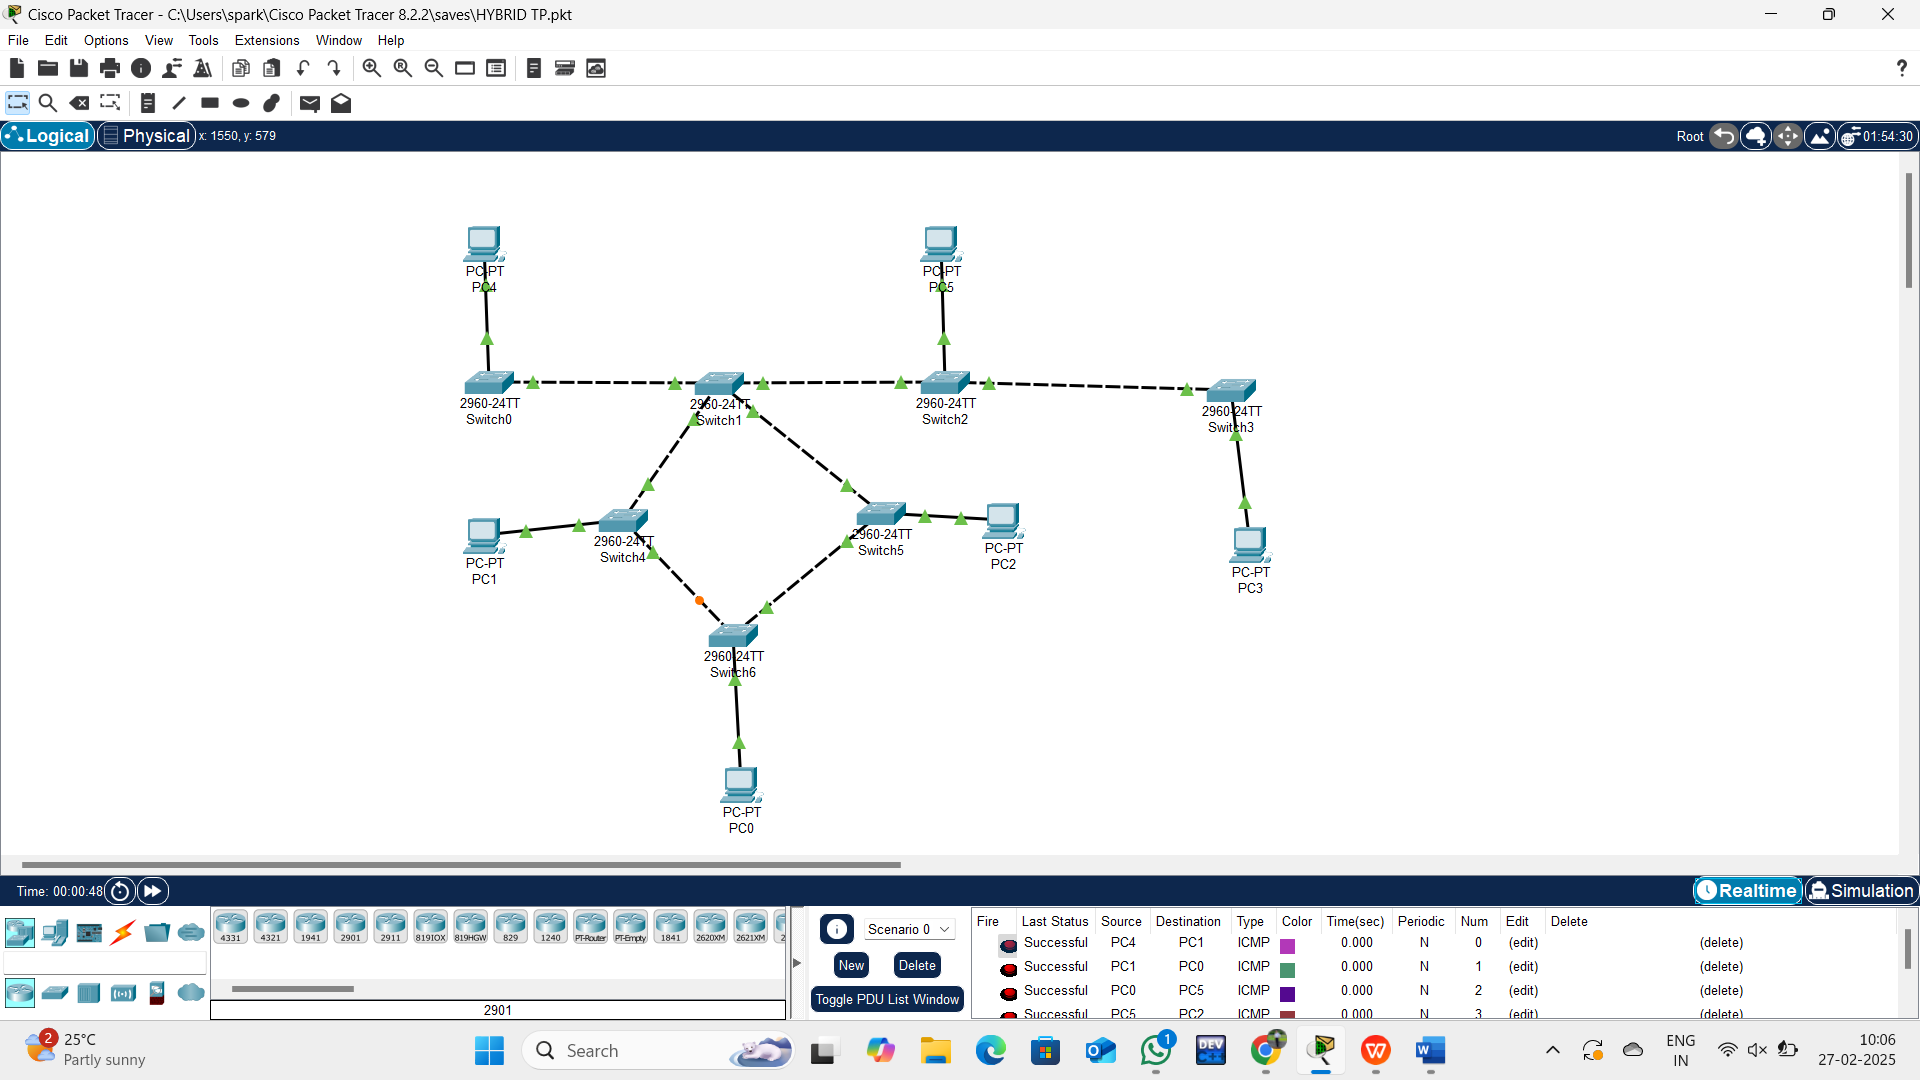 Cisco Packet Tracer - C:\Users\spark\Cisco Packet Tracer 8.2.2\saves\HYBRID TP.pkt
File Edit Options View Tools Extensions Window Help
?
Logical Physical x: 1550, y: 579 Root 01:54:30
PC-PT
PC4
PC-PT
PC5
2960-24TT
Switch0
2960-24TT
Switch1
2960-24TT
Switch2
2960-24TT
Switch3
PC-PT
PC1
2960-24TT
Switch4
2960-24TT
Switch5
PC-PT
PC2
PC-PT
PC3
2960-24TT
Switch6
PC-PT
PC0
Time: 00:00:48 Realtime Simulation
4331 4321 1941 2901 2911 819IOX 819HGW 829 1240 PT-Router PT-Empty 1841 2620XM 2621XM 2
2901
Scenario 0
New Delete
Toggle PDU List Window
Fire Last Status Source Destination Type Color Time(sec) Periodic Num Edit Delete
Successful PC4 PC1 ICMP 0.000 N 0 (edit) (delete)
Successful PC1 PC0 ICMP 0.000 N 1 (edit) (delete)
Successful PC0 PC5 ICMP 0.000 N 2 (edit) (delete)
Successful PC5 PC2 ICMP 0.000 N 3 (edit) (delete)
2 25°C
Partly sunny
Search
1
DEV
C++
W
W
ENG
IN
10:06
27-02-2025